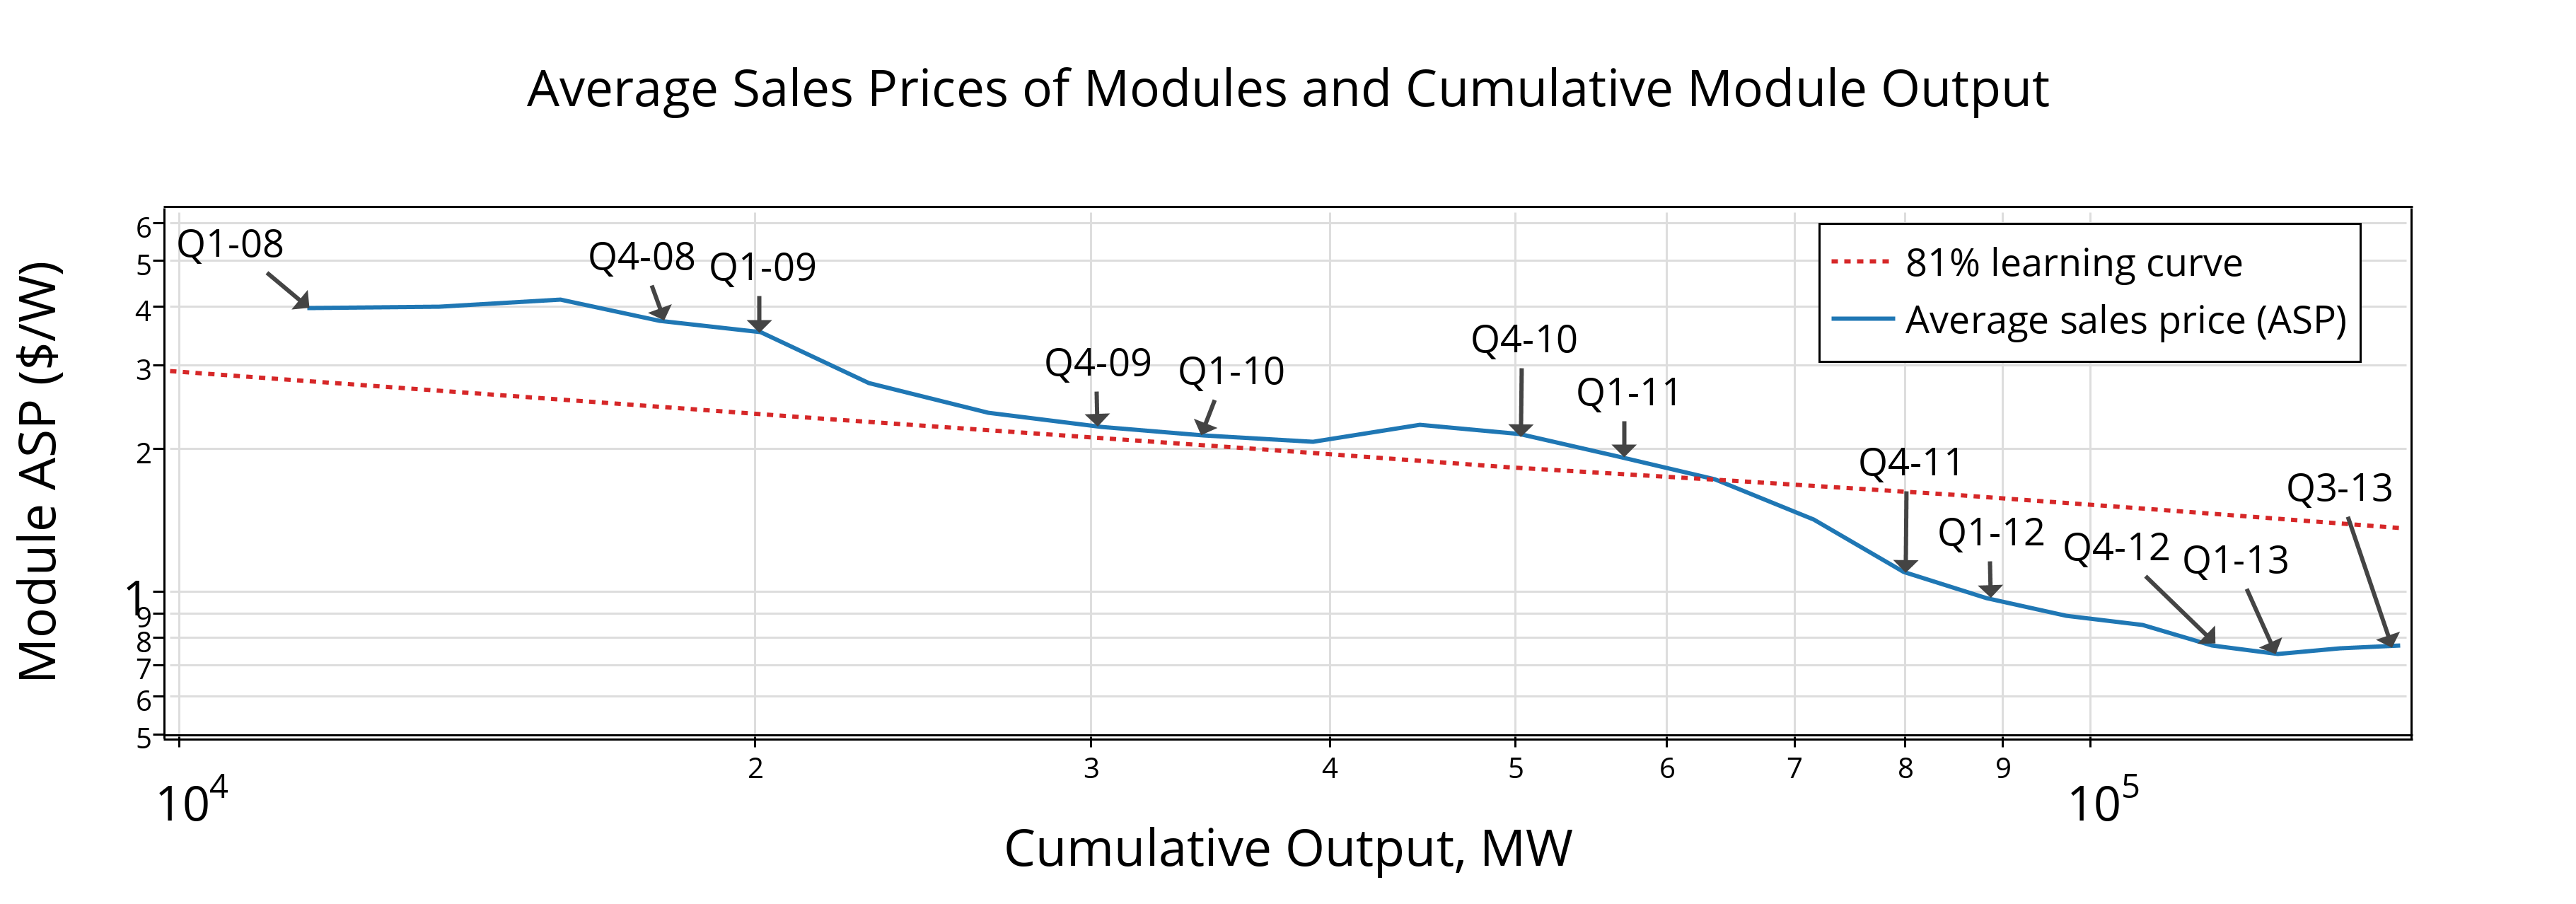 Average Sales Prices of Modules and Cumulative Module Output
Module ASP ($/W)
6
5
4
3
2
1
9
8
7
6
5
Q1-08
Q4-08
Q1-09
Q4-09
Q1-10
Q4-10
Q1-11
Q4-11
Q1-12
Q4-12
Q1-13
Q3-13
81% learning curve
Average sales price (ASP)
10⁴
2
3
4
5
6
7
8
9
10⁵
Cumulative Output, MW